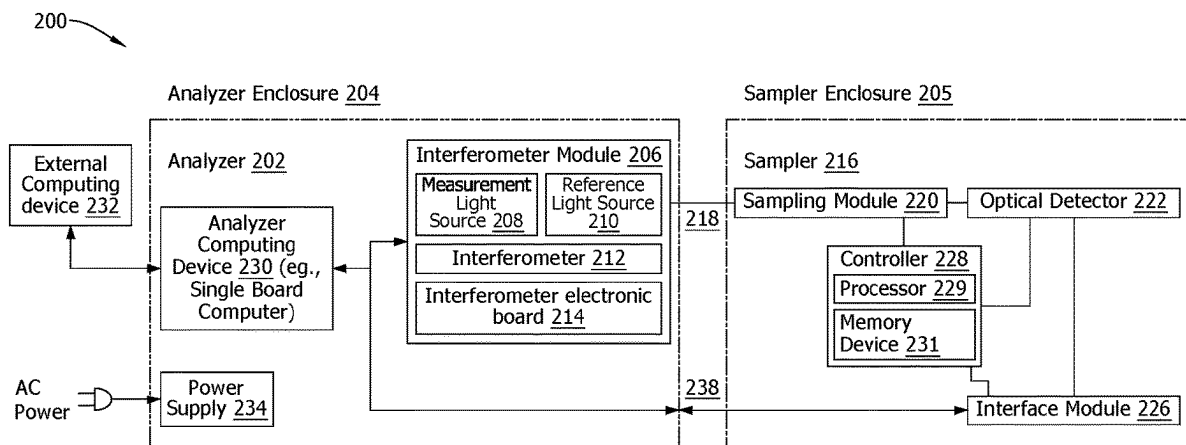 200
Analyzer Enclosure 204
Sampler Enclosure 205
External
Computing
device 232
Analyzer 202
Analyzer
Computing
Device 230 (eg.,
Single Board
Computer)
Interferometer Module 206
Measurement
Light
Source 208
Reference
Light Source
210
Interferometer 212
Interferometer electronic
board 214
218
Sampler 216
Sampling Module 220
Optical Detector 222
Controller 228
Processor 229
Memory
Device 231
AC
Power
Power
Supply 234
238
Interface Module 226